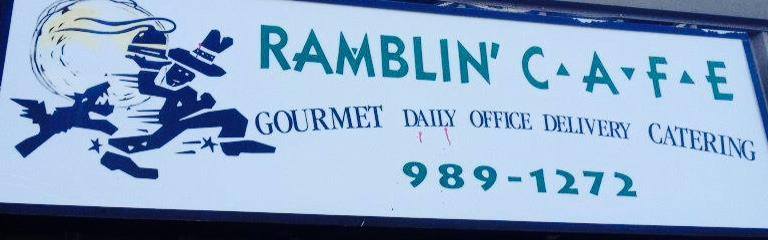 RAMBLIN' C▲A▼F▲E
GOURMET DAILY OFFICE DELIVERY CATERING
989-1272